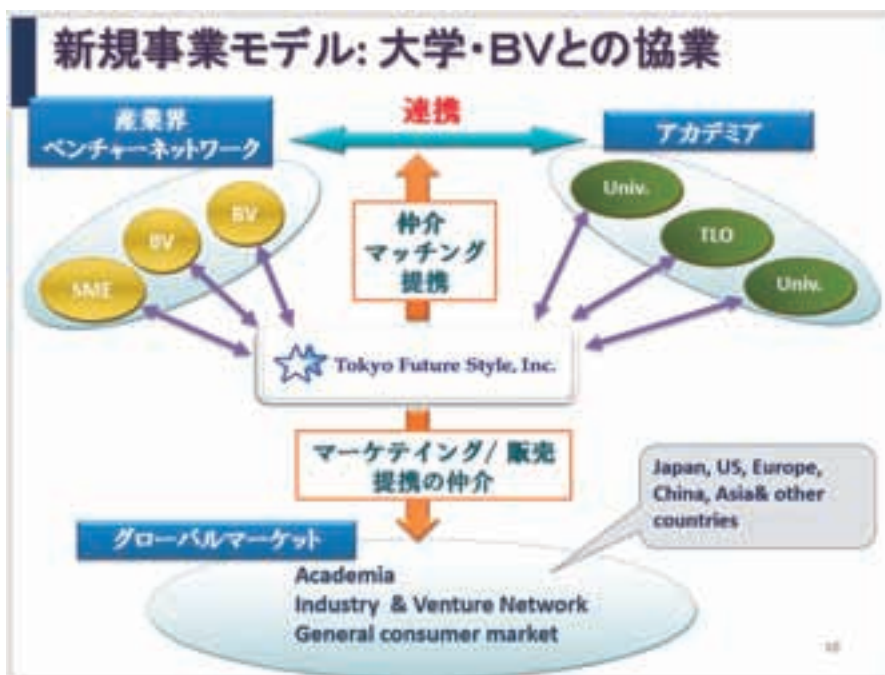 新規事業モデル: 大学・BVとの協業
産業界
ベンチャーネットワーク
連携
アカデミア
BV
BV
SME
仲介
マッチング
提携
Univ.
TLO
Univ.
Tokyo Future Style, Inc.
マーケテイング/ 販売
提携の仲介
Japan, US, Europe,
China, Asia& other
countries
グローバルマーケット
Academia
Industry & Venture Network
General consumer market